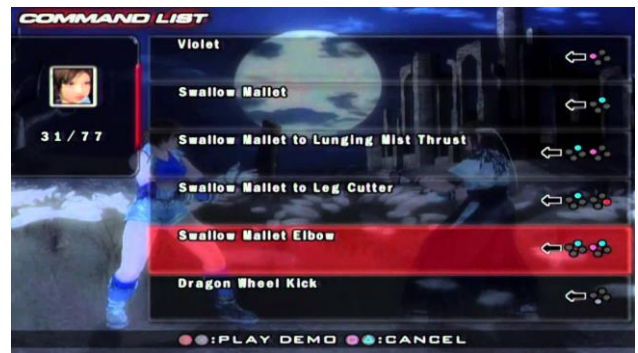 COMMAND LIST
31/77
Violet
Swallow Mallet
Swallow Mallet to Lunging Mist Thrust
Swallow Mallet to Leg Cutter
Swallow Mallet Elbow
Dragon Wheel Kick
:PLAY DEMO :CANCEL